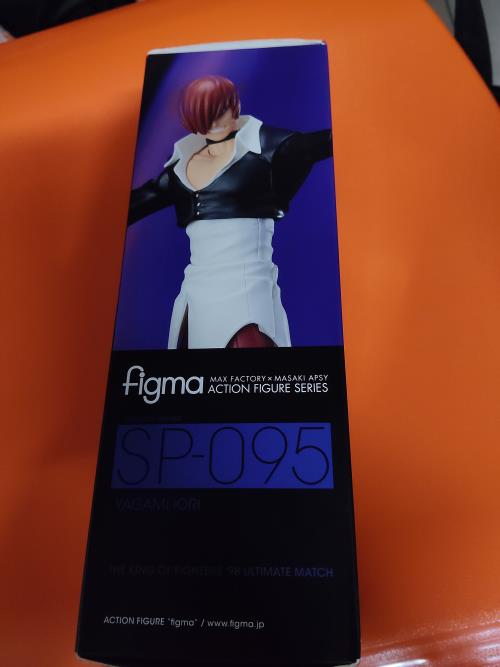 figma MAX FACTORY × MASAKI APSY
ACTION FIGURE SERIES
SP-095
YAGAMI IORI
THE KING OF FIGHTERS '98 ULTIMATE MATCH
ACTION FIGURE "figma" / www.figma.jp